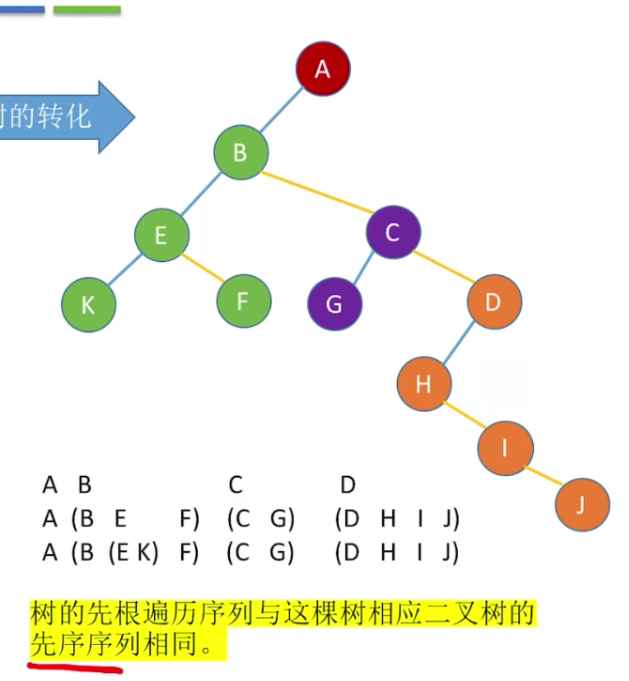 树的转化
A
B
E
C
K
F
G
D
H
I
J
A B C D
A (B E F) (C G) (D H I J)
A (B (E K) F) (C G) (D H I J)
树的先根遍历序列与这棵树相应二叉树的
先序序列相同。